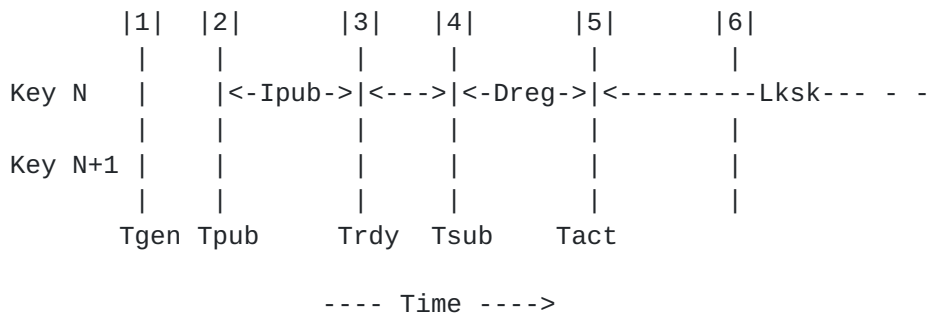 |1|  |2|       |3|  |4|      |5|      |6|
        |    |         |     |        |        |
Key N   |    |<-Ipub->|<--->|<-Dreg->|<---------Lksk--- - -
        |    |         |     |        |        |
Key N+1 |    |         |     |        |        |
        |    |         |     |        |        |
       Tgen Tpub     Trdy  Tsub    Tact
                    ---- Time ---->